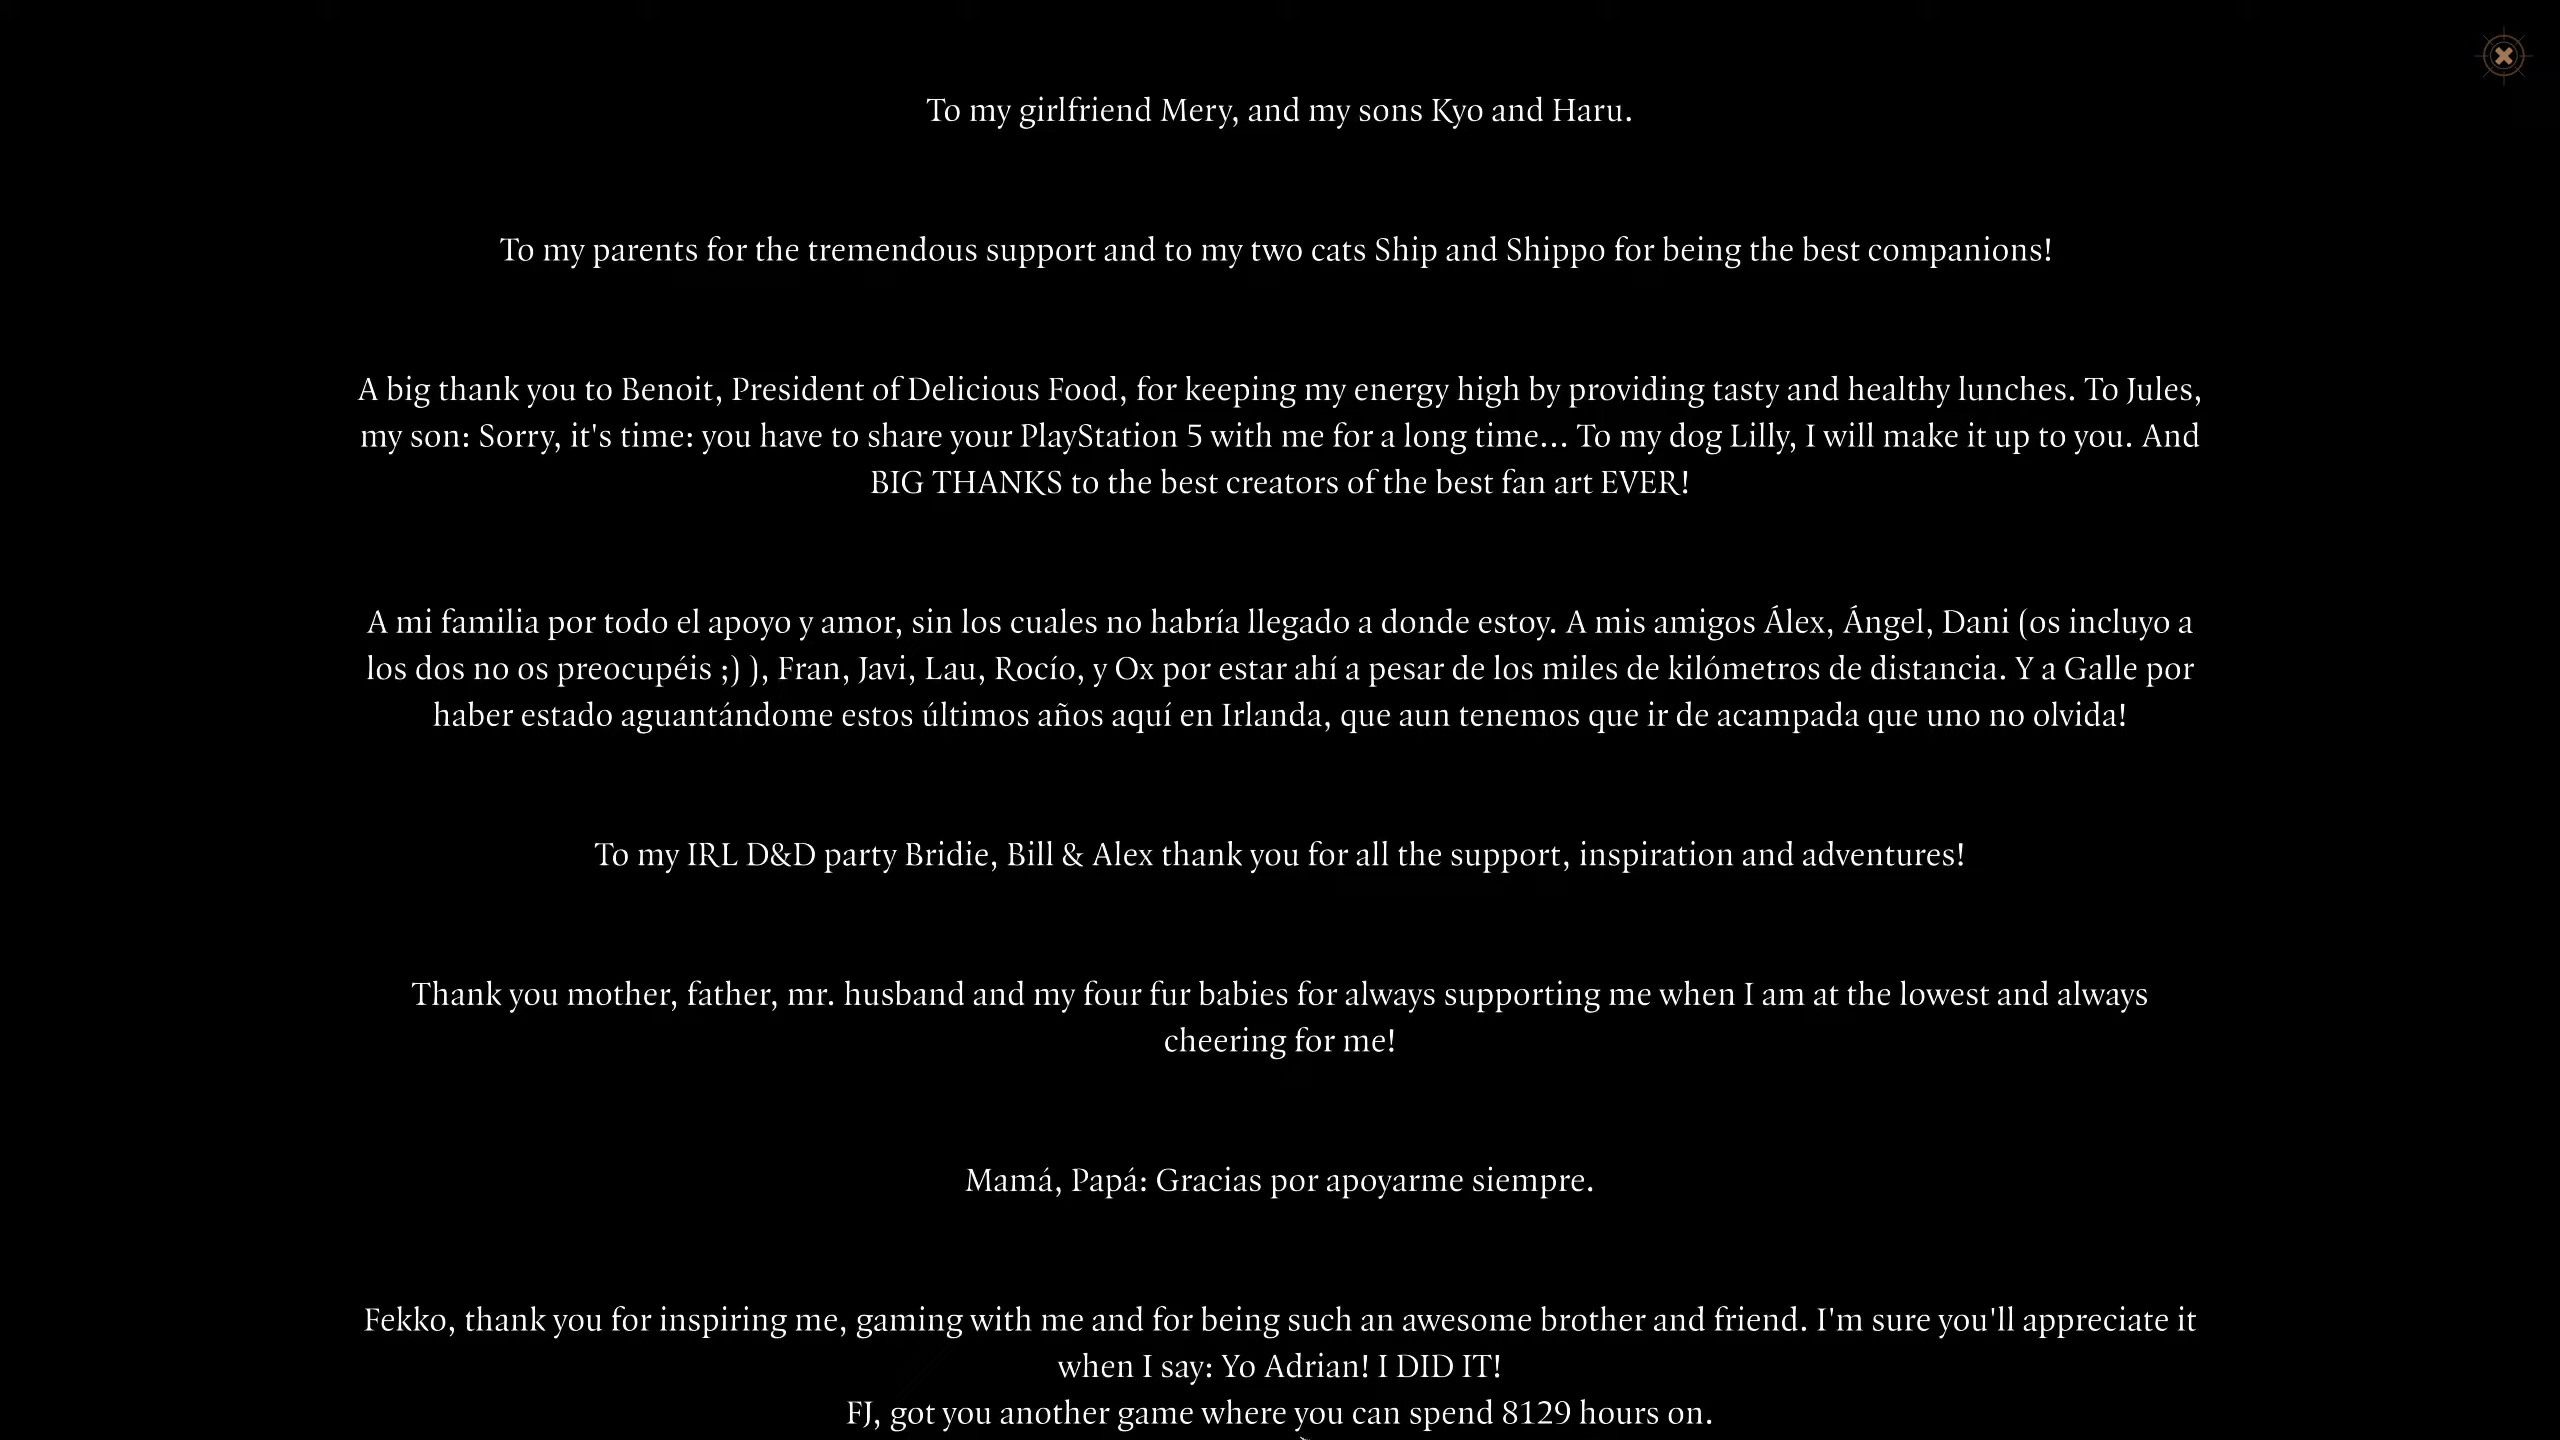 To my girlfriend Mery, and my sons Kyo and Haru.
To my parents for the tremendous support and to my two cats Ship and Shippo for being the best companions!
A big thank you to Benoit, President of Delicious Food, for keeping my energy high by providing tasty and healthy lunches. To Jules,
my son: Sorry, it's time: you have to share your PlayStation 5 with me for a long time... To my dog Lilly, I will make it up to you. And
BIG THANKS to the best creators of the best fan art EVER!
A mi familia por todo el apoyo y amor, sin los cuales no habría llegado a donde estoy. A mis amigos Álex, Ángel, Dani (os incluyo a
los dos no os preocupéis ;) ), Fran, Javi, Lau, Rocío, y Ox por estar ahí a pesar de los miles de kilómetros de distancia. Y a Galle por
haber estado aguantándome estos últimos años aquí en Irlanda, que aun tenemos que ir de acampada que uno no olvida!
To my IRL D&D party Bridie, Bill & Alex thank you for all the support, inspiration and adventures!
Thank you mother, father, mr. husband and my four fur babies for always supporting me when I am at the lowest and always
cheering for me!
Mamá, Papá: Gracias por apoyarme siempre.
Fekko, thank you for inspiring me, gaming with me and for being such an awesome brother and friend. I'm sure you'll appreciate it
when I say: Yo Adrian! I DID IT!
FJ, got you another game where you can spend 8129 hours on.